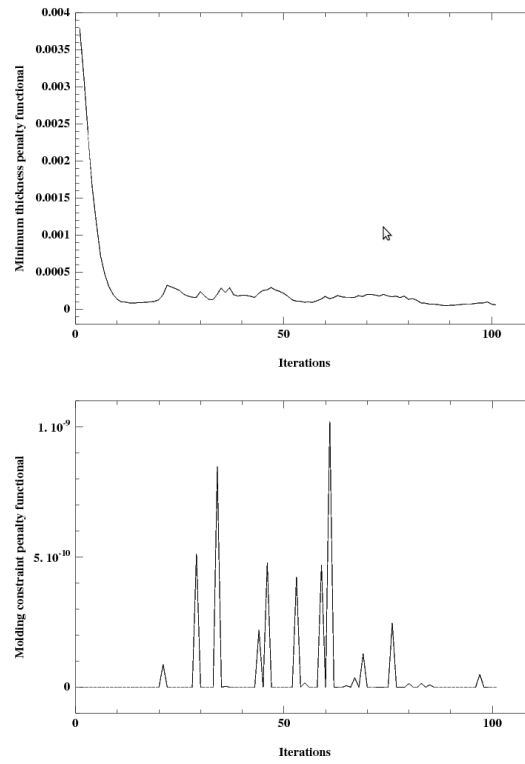 0.004
0.0035
0.003
0.0025
0.002
0.0015
0.001
0.0005
0
Minimum thickness penalty functional
0 50 100
Iterations
1. 10⁻⁹
5. 10⁻¹⁰
0
Molding constraint penalty functional
0 50 100
Iterations